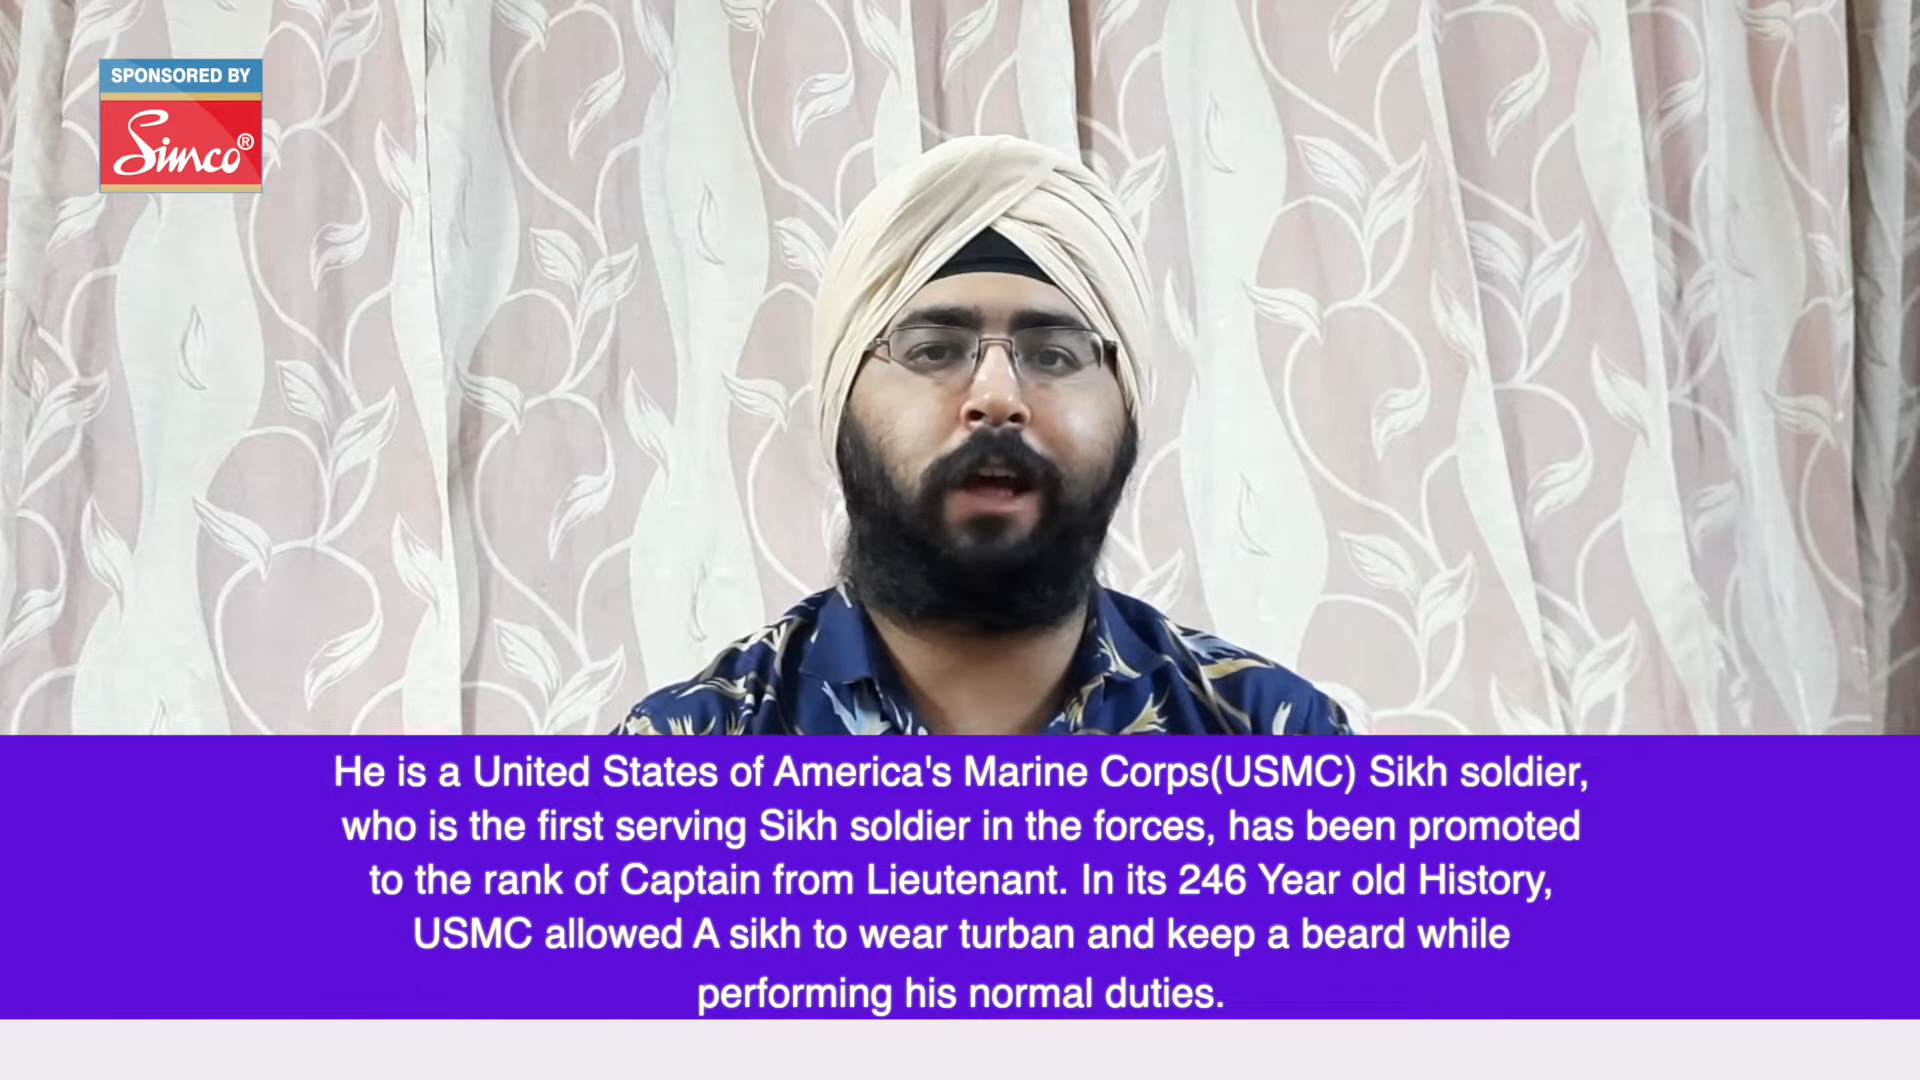 SPONSORED BY
Simco®
He is a United States of America's Marine Corps(USMC) Sikh soldier,
who is the first serving Sikh soldier in the forces, has been promoted
to the rank of Captain from Lieutenant. In its 246 Year old History,
USMC allowed A sikh to wear turban and keep a beard while
performing his normal duties.